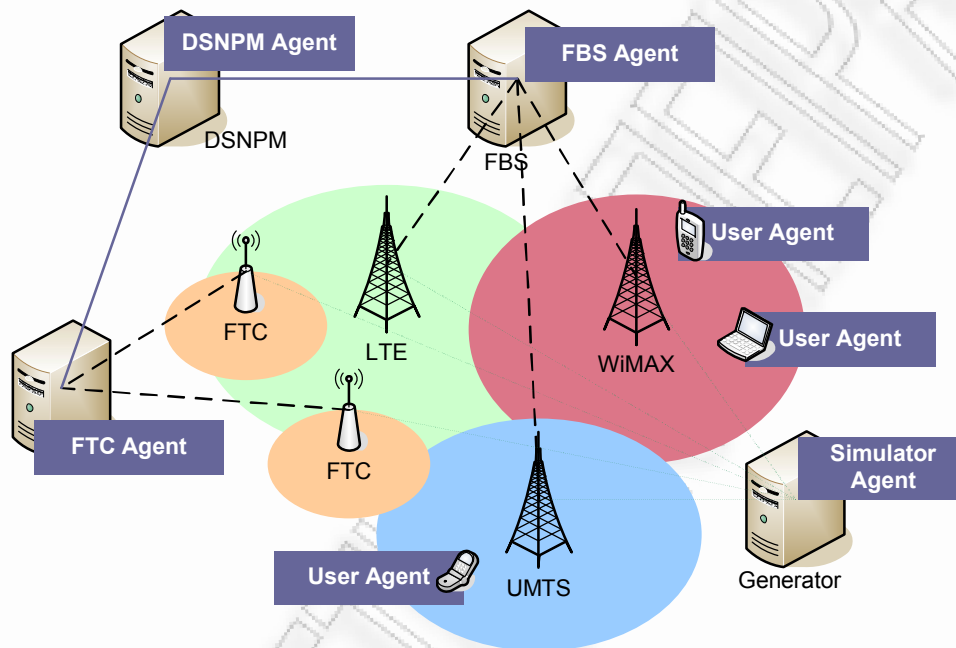 DSNPM Agent
FBS Agent
DSNPM
FBS
User Agent
FTC
LTE
WiMAX
User Agent
FTC Agent
FTC
Simulator
Agent
User Agent
UMTS
Generator